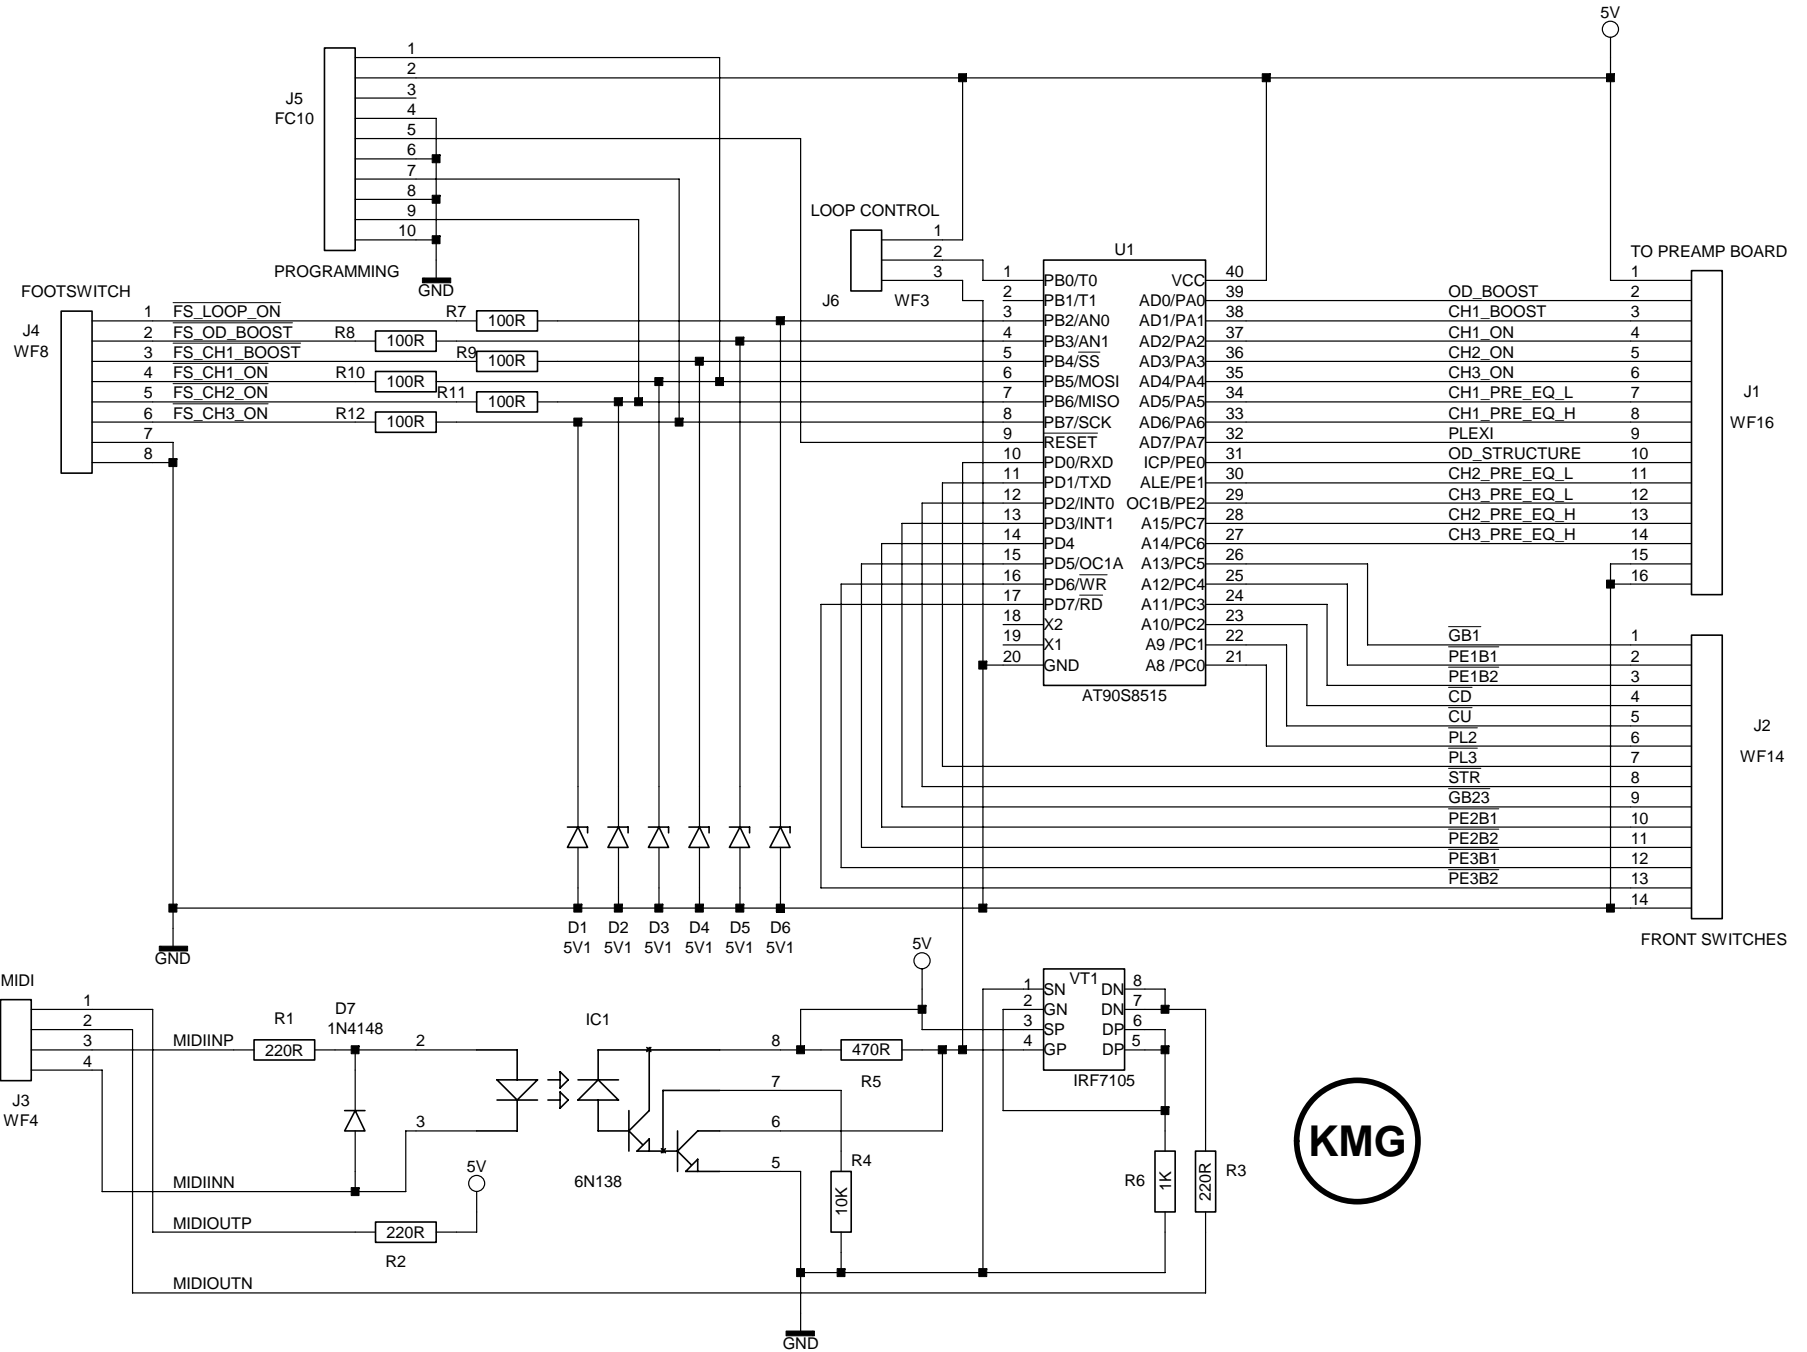 5V
J5
FC10
1
2
3
4
5
6
7
8
9
10
PROGRAMMING
GND
LOOP CONTROL
1
2
3
J6
WF3
FOOTSWITCH
J4
WF8
1 FS_LOOP_ON R7 100R
2 FS_OD_BOOST R8 100R
3 FS_CH1_BOOST R9 100R
4 FS_CH1_ON R10 100R
5 FS_CH2_ON R11 100R
6 FS_CH3_ON R12 100R
7
8
GND
U1
1 PB0/T0 VCC 40
2 PB1/T1 AD0/PA0 39
3 PB2/AN0 AD1/PA1 38
4 PB3/AN1 AD2/PA2 37
5 PB4/SS AD3/PA3 36
6 PB5/MOSI AD4/PA4 35
7 PB6/MISO AD5/PA5 34
8 PB7/SCK AD6/PA6 33
9 RESET AD7/PA7 32
10 PD0/RXD ICP/PE0 31
11 PD1/TXD ALE/PE1 30
12 PD2/INT0 OC1B/PE2 29
13 PD3/INT1 A15/PC7 28
14 PD4 A14/PC6 27
15 PD5/OC1A A13/PC5 26
16 PD6/WR A12/PC4 25
17 PD7/RD A11/PC3 24
18 X2 A10/PC2 23
19 X1 A9 /PC1 22
20 GND A8 /PC0 21
AT90S8515
TO PREAMP BOARD
1
OD_BOOST 2
CH1_BOOST 3
CH1_ON 4
CH2_ON 5
CH3_ON 6
CH1_PRE_EQ_L 7
CH1_PRE_EQ_H 8
PLEXI 9
OD_STRUCTURE 10
CH2_PRE_EQ_L 11
CH3_PRE_EQ_L 12
CH2_PRE_EQ_H 13
CH3_PRE_EQ_H 14
15
16
J1
WF16
GB1 1
PE1B1 2
PE1B2 3
CD 4
CU 5
PL2 6
PL3 7
STR 8
GB23 9
PE2B1 10
PE2B2 11
PE3B1 12
PE3B2 13
14
J2
WF14
FRONT SWITCHES
D1 D2 D3 D4 D5 D6
5V1 5V1 5V1 5V1 5V1 5V1
MIDI
1
2
3
4
J3
WF4
MIDIINP
R1
220R
D7
1N4148
2
3
MIDIINN
MIDIOUTP
220R
R2
5V
MIDIOUTN
IC1
6N138
8
7
6
5
470R
R5
R4
10K
GND
5V
VT1
1 SN DN 8
2 GN DN 7
3 SP DP 6
4 GP DP 5
IRF7105
R6
1K
220R
R3
KMG